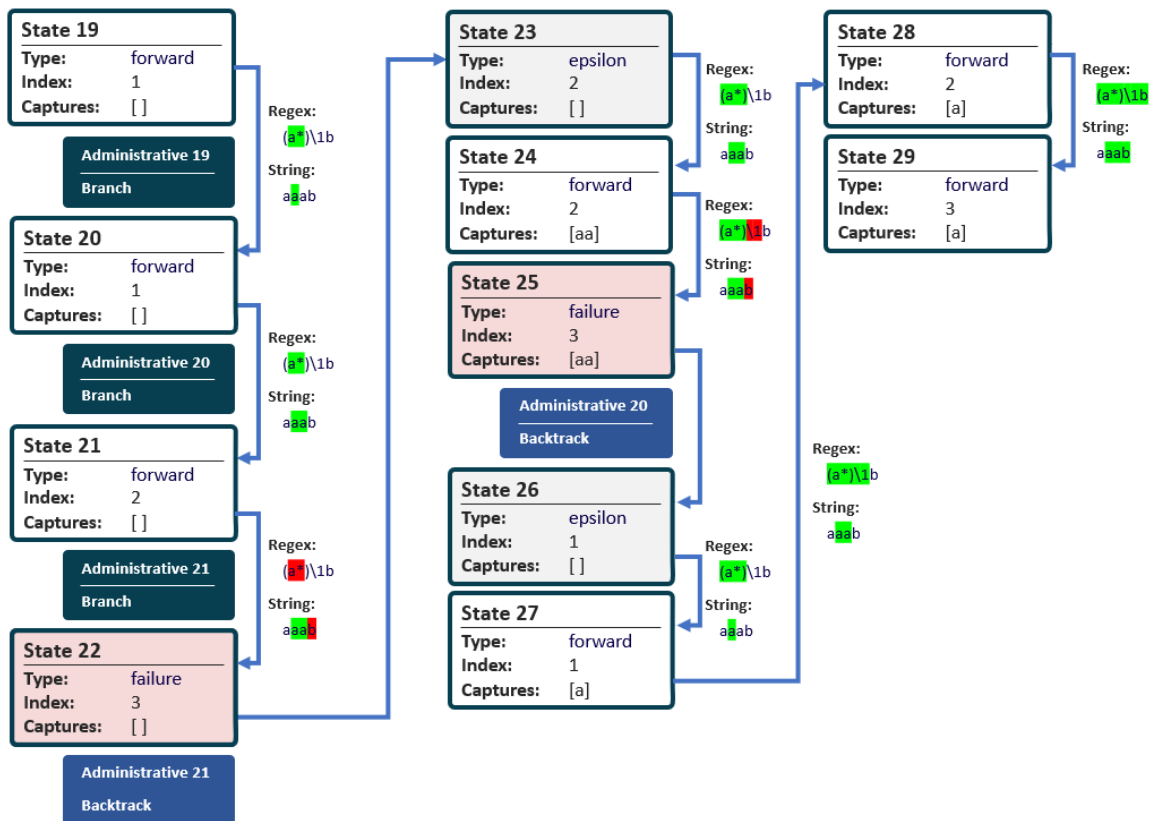 State 19
Type: forward
Index: 1
Captures: [ ]
Regex:
(a*)\1b
String:
aaab
Administrative 19
Branch
State 20
Type: forward
Index: 1
Captures: [ ]
Regex:
(a*)\1b
String:
aaab
Administrative 20
Branch
State 21
Type: forward
Index: 2
Captures: [ ]
Regex:
(a*)\1b
String:
aaab
Administrative 21
Branch
State 22
Type: failure
Index: 3
Captures: [ ]
Administrative 21
Backtrack
State 23
Type: epsilon
Index: 2
Captures: [ ]
Regex:
(a*)\1b
String:
aaab
State 24
Type: forward
Index: 2
Captures: [aa]
Regex:
(a*)\1b
String:
aaab
State 25
Type: failure
Index: 3
Captures: [aa]
Administrative 20
Backtrack
State 26
Type: epsilon
Index: 1
Captures: [ ]
Regex:
(a*)\1b
String:
aaab
State 27
Type: forward
Index: 1
Captures: [a]
Regex:
(a*)\1b
String:
aaab
State 28
Type: forward
Index: 2
Captures: [a]
Regex:
(a*)\1b
String:
aaab
State 29
Type: forward
Index: 3
Captures: [a]